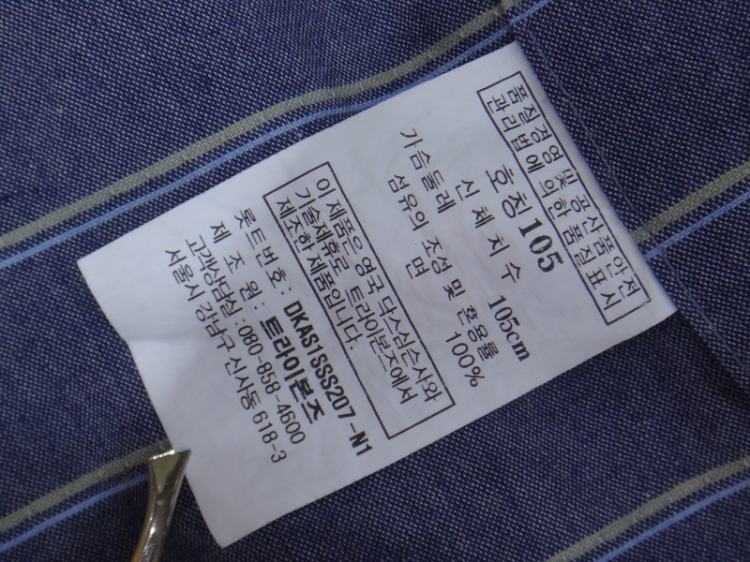 품질경영 및 공산품안전
관리법에 의한 품질표시
호칭 105
신체치수
가슴둘레 105cm
섬유의 조성 및 혼용률
면 100%
이 제품은 영국 닥스심슨사와
기술제휴로 트라이본즈에서
제조한 제품입니다.
롯트번호: DKAS1SSS207-N1
제 조 원: 트라이본즈
고객상담실:080-858-4600
서울시 강남구 신사동 618-3